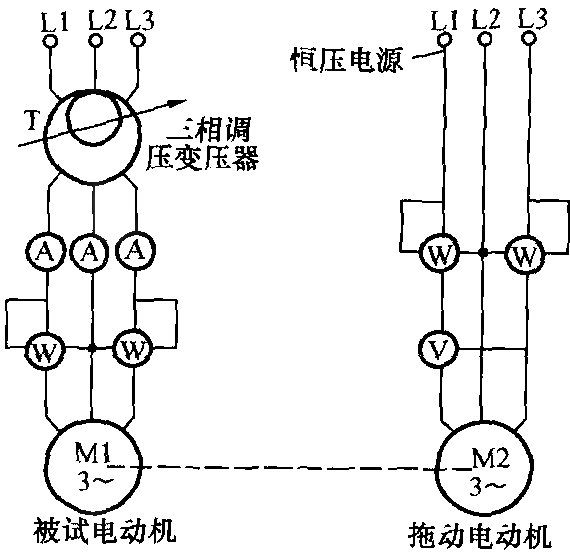 L1 L2 L3
T
三相调
压变压器
A A A
W W
M1
3～
被试电动机
L1 L2 L3
恒压电源
W W
V
M2
3～
拖动电动机